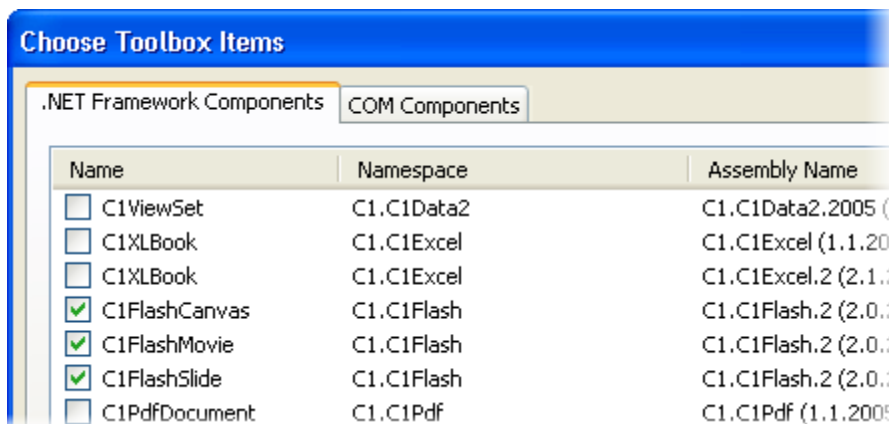 Choose Toolbox Items
.NET Framework Components COM Components
Name Namespace Assembly Name
C1ViewSet C1.C1Data2 C1.C1Data2.2005 (
C1XLBook C1.C1Excel C1.C1Excel (1.1.20
C1XLBook C1.C1Excel C1.C1Excel.2 (2.1.
C1FlashCanvas C1.C1Flash C1.C1Flash.2 (2.0.
C1FlashMovie C1.C1Flash C1.C1Flash.2 (2.0.
C1FlashSlide C1.C1Flash C1.C1Flash.2 (2.0.
C1PdfDocument C1.C1Pdf C1.C1Pdf (1.1.2005